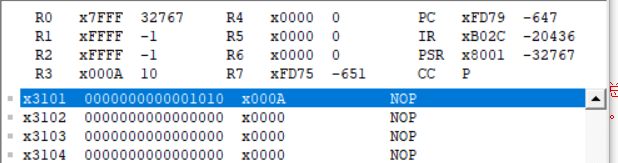 R0 x7FFF 32767 R4 x0000 0 PC xFD79 -647
R1 xFFFF -1 R5 x0000 0 IR xB02C -20436
R2 xFFFF -1 R6 x0000 0 PSR x8001 -32767
R3 x000A 10 R7 xFD75 -651 CC P
x3101 0000000000001010 x000A NOP
x3102 0000000000000000 x0000 NOP
x3103 0000000000000000 x0000 NOP
x3104 0000000000000000 x0000 NOP